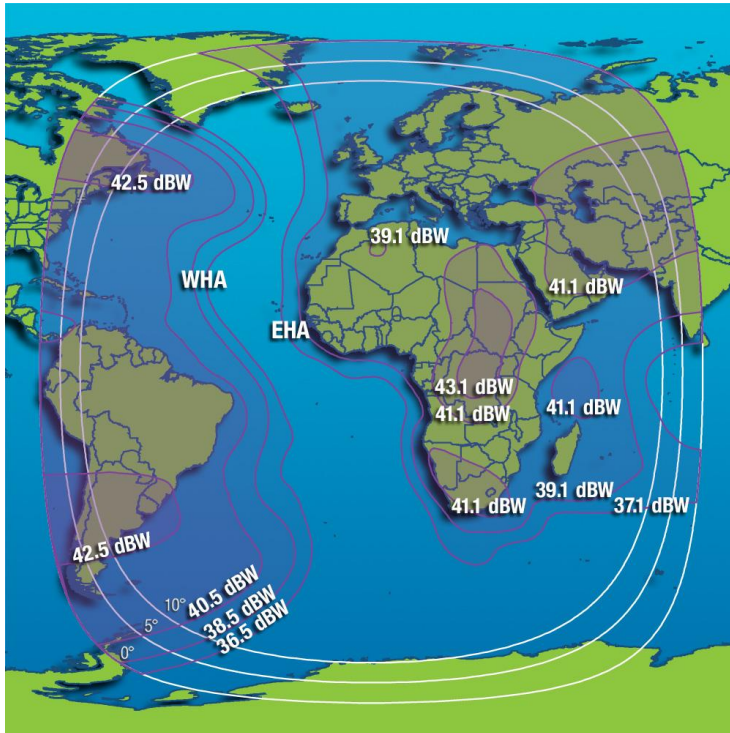 42.5 dBW
39.1 dBW
WHA
41.1 dBW
EHA
43.1 dBW
41.1 dBW
41.1 dBW
39.1 dBW
41.1 dBW
37.1 dBW
42.5 dBW
10°
40.5 dBW
5°
38.5 dBW
36.5 dBW
0°